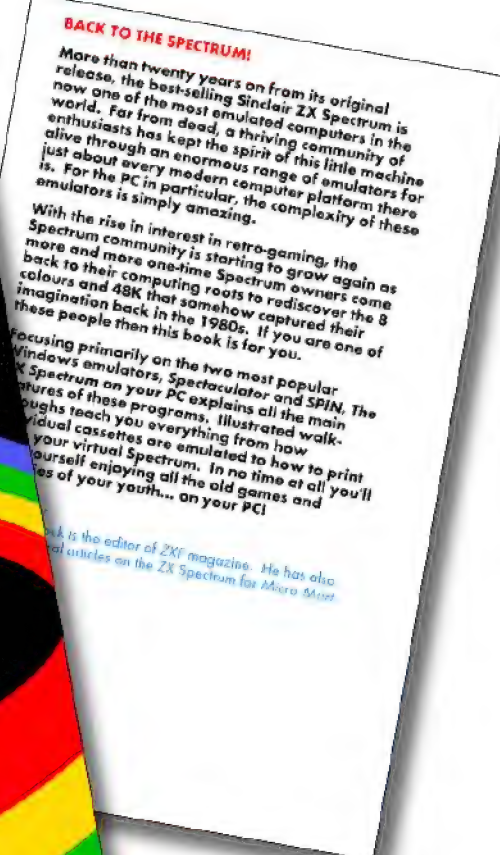 BACK TO THE SPECTRUM!
More than twenty years on from its original
release, the best-selling Sinclair ZX Spectrum is
now one of the most emulated computers in the
world. Far from dead, a thriving community of
enthusiasts has kept the spirit of this little machine
alive through an enormous range of emulators for
just about every modern computer platform there
is. For the PC in particular, the complexity of these
emulators is simply amazing.
With the rise in interest in retro-gaming, the
Spectrum community is starting to grow again as
more and more one-time Spectrum owners come
back to their computing roots to rediscover the 8
colours and 48K that somehow captured their
imagination back in the 1980s. If you are one of
these people then this book is for you.
Focusing primarily on the two most popular
Windows emulators, Spectaculator and SPIN, The
X Spectrum on your PC explains all the main
atures of these programs. Illustrated walk-
oughs teach you everything from how
vidual cassettes are emulated to how to print
your virtual Spectrum. In no time at all you'll
ourself enjoying all the old games and
es of your youth... on your PC!
ock is the editor of ZXF magazine. He has also
al articles on the ZX Spectrum for Micro Mart